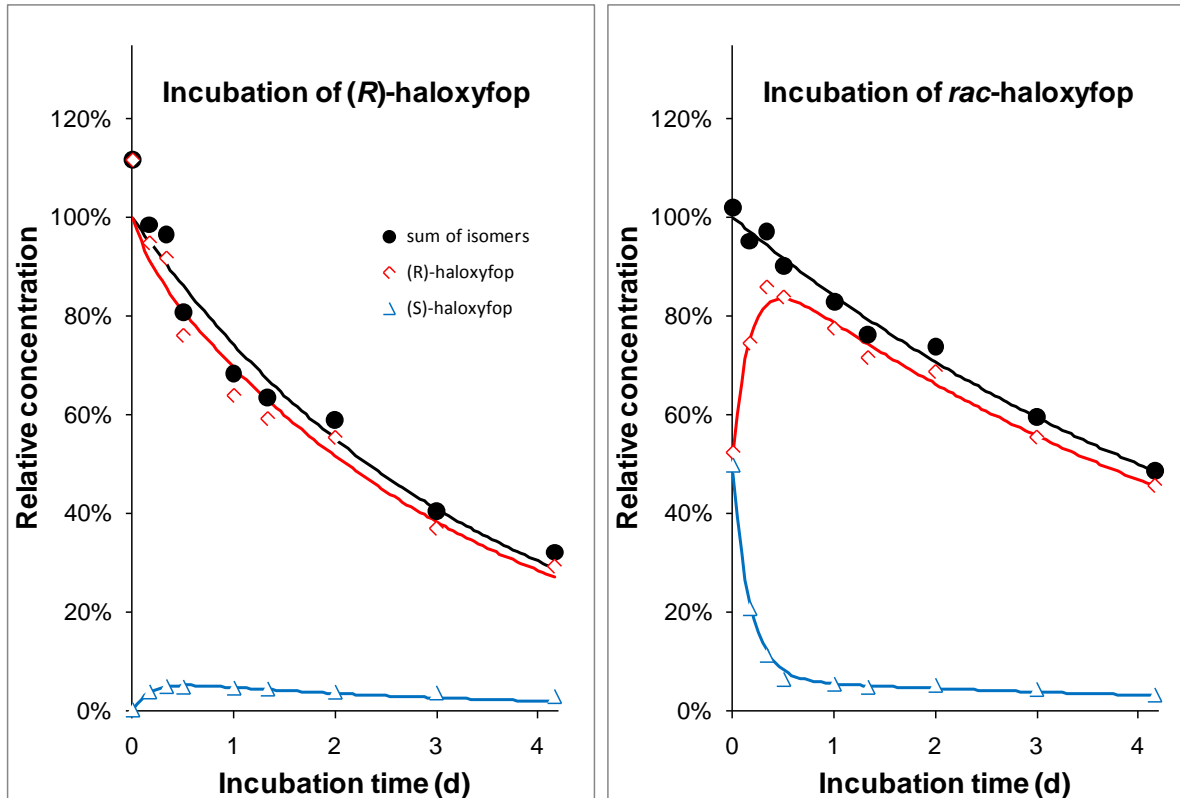 Incubation of (R)-haloxyfop
120%
100%
80%
60%
40%
20%
0%
Relative concentration
sum of isomers
(R)-haloxyfop
(S)-haloxyfop
0 1 2 3 4
Incubation time (d)
Incubation of rac-haloxyfop
120%
100%
80%
60%
40%
20%
0%
Relative concentration
0 1 2 3 4
Incubation time (d)